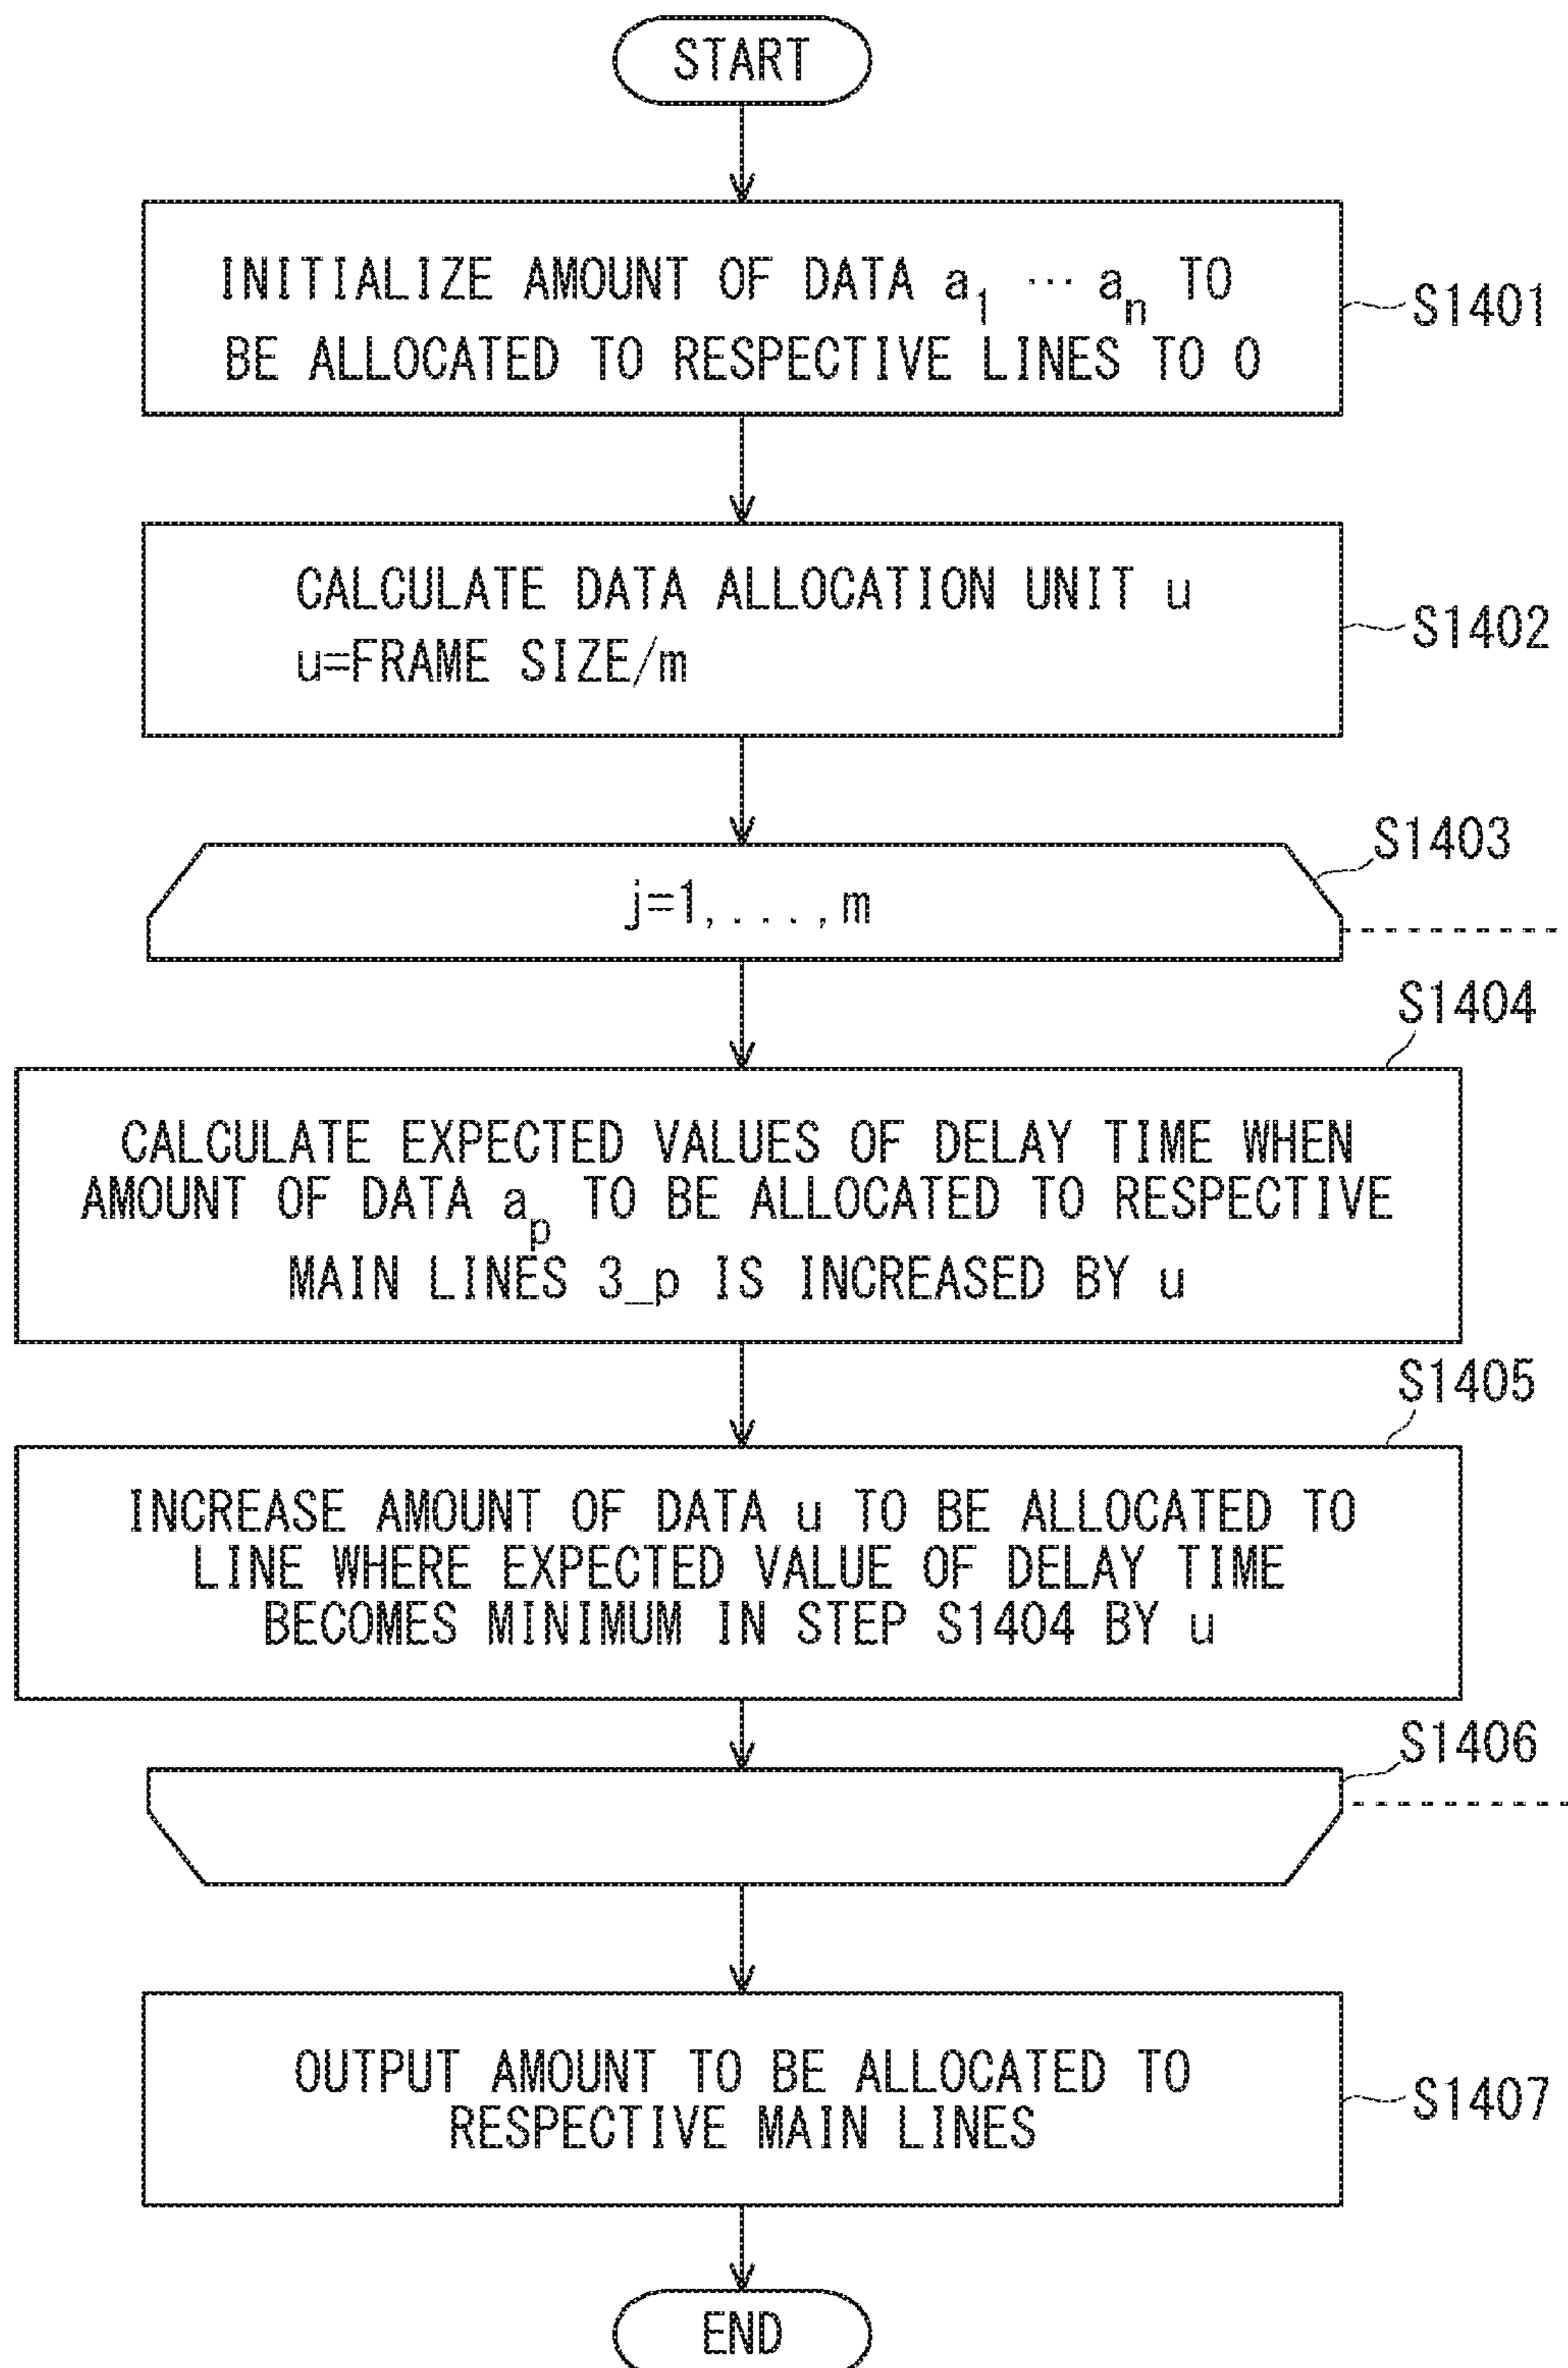 START
INITIALIZE AMOUNT OF DATA a₁ ··· aₙ TO
BE ALLOCATED TO RESPECTIVE LINES TO 0
S1401
CALCULATE DATA ALLOCATION UNIT u
u=FRAME SIZE/m
S1402
S1403
j=1,...,m
S1404
CALCULATE EXPECTED VALUES OF DELAY TIME WHEN
AMOUNT OF DATA aₚ TO BE ALLOCATED TO RESPECTIVE
MAIN LINES 3_p IS INCREASED BY u
S1405
INCREASE AMOUNT OF DATA u TO BE ALLOCATED TO
LINE WHERE EXPECTED VALUE OF DELAY TIME
BECOMES MINIMUM IN STEP S1404 BY u
S1406
OUTPUT AMOUNT TO BE ALLOCATED TO
RESPECTIVE MAIN LINES
S1407
END